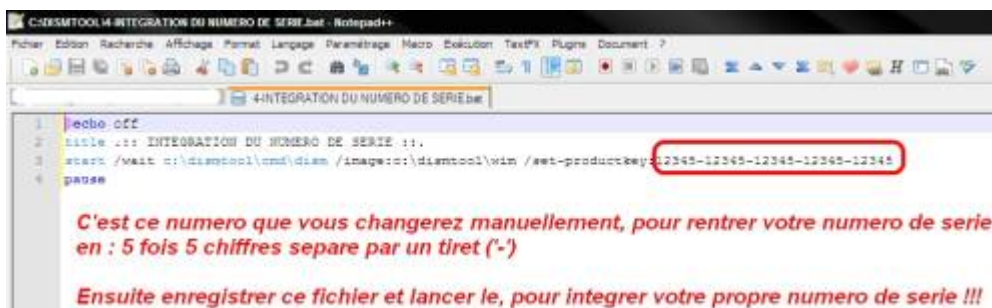 C:\DISMTOOL\4-INTEGRATION DU NUMERO DE SERIE.bat - Notepad++
Fichier Edition Recherche Affichage Format Langage Paramétrage Macro Exécution TextFX Plugins Document ?
4-INTEGRATION DU NUMERO DE SERIE.bat
1 @echo off
2 title .:: INTEGRATION DU NUMERO DE SERIE ::.
3 start /wait c:\dismtool\cmd\dism /image:c:\dismtool\wim /set-productkey:12345-12345-12345-12345-12345
4 pause
C'est ce numero que vous changerez manuellement, pour rentrer votre numero de serie
en : 5 fois 5 chiffres separe par un tiret ('-')
Ensuite enregistrer ce fichier et lancer le, pour integrer votre propre numero de serie !!!